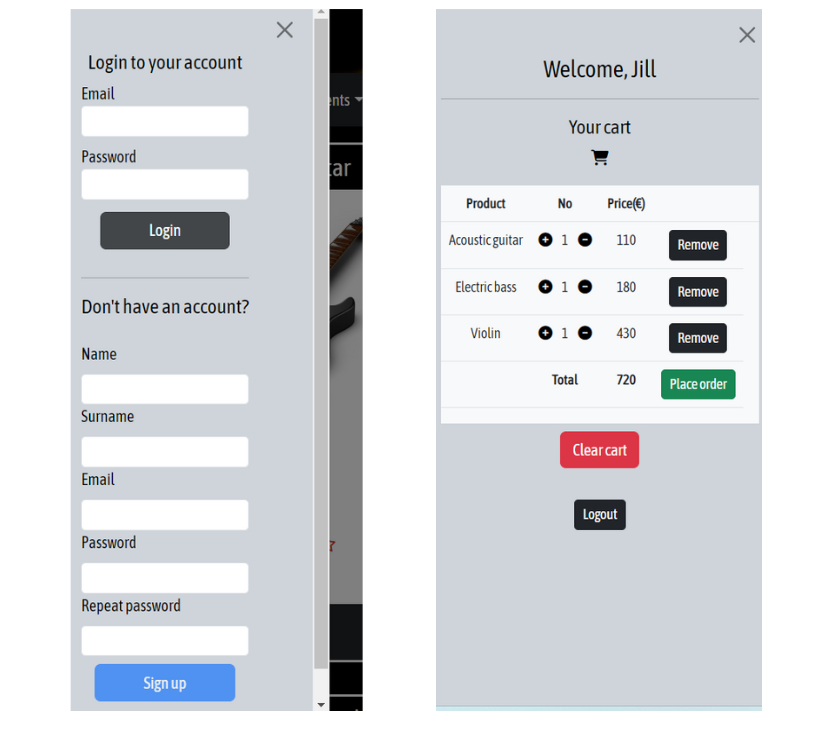 Login to your account
Email
Password
Login
Don't have an account?
Name
Surname
Email
Password
Repeat password
Sign up
ents
tar
?
Welcome, Jill
Your cart
Product No Price(€)
Acoustic guitar 1 110 Remove
Electric bass 1 180 Remove
Violin 1 430 Remove
Total 720 Place order
Clear cart
Logout